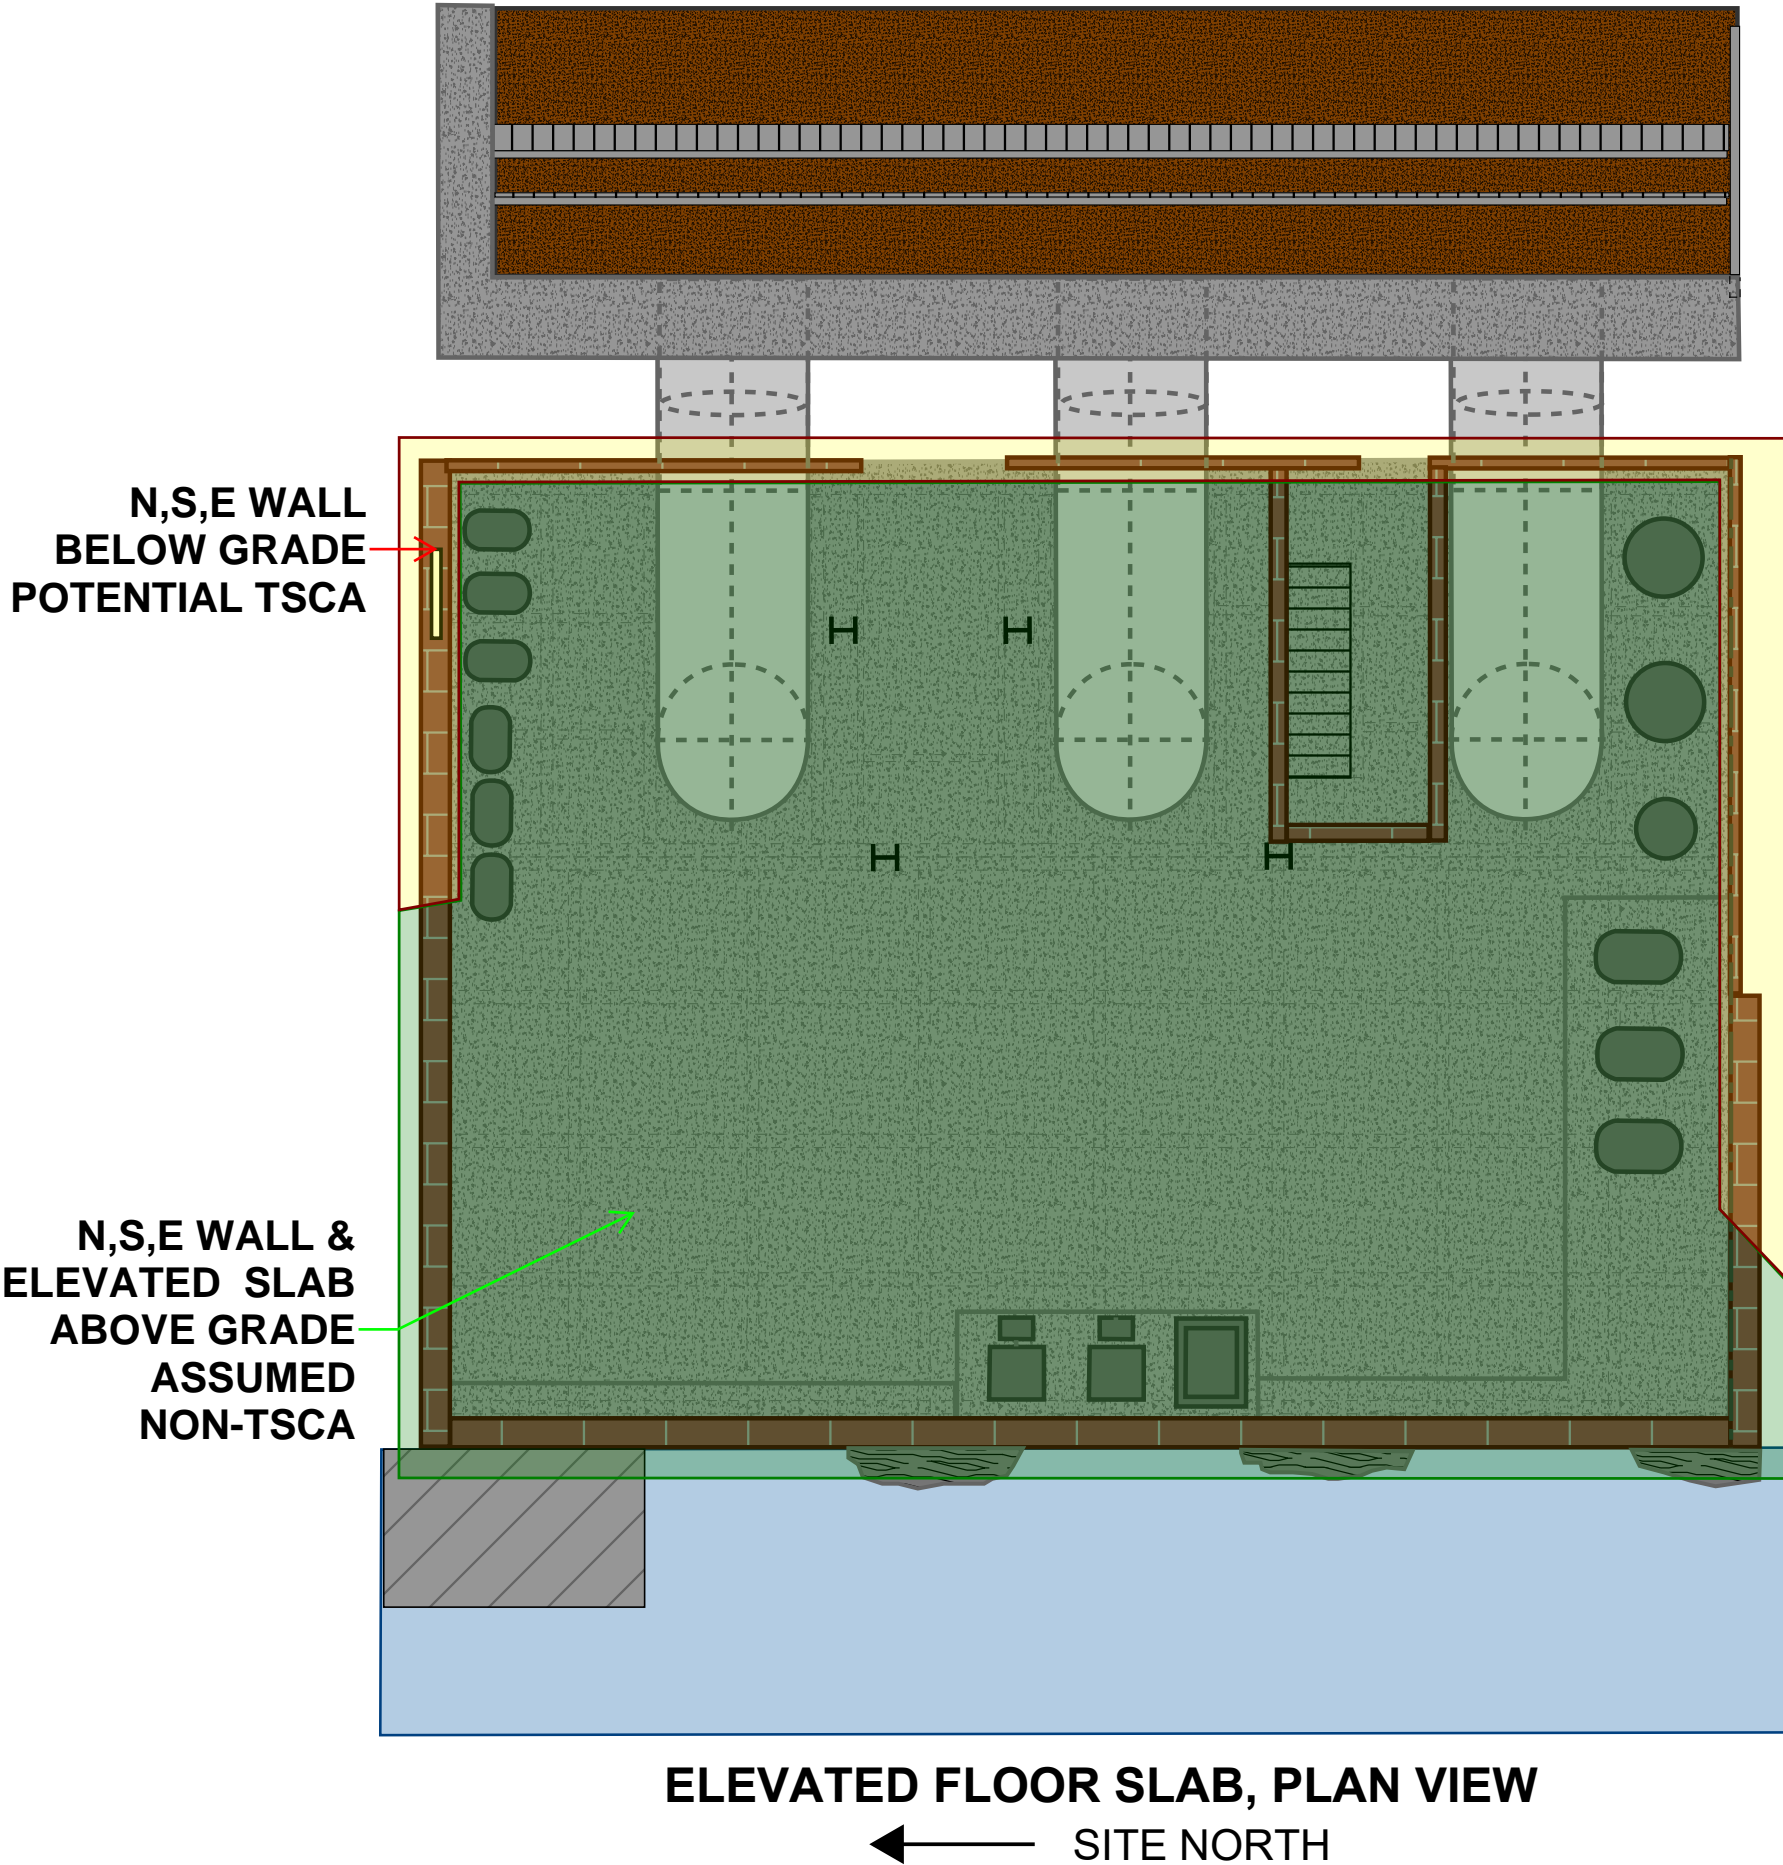 N,S,E WALL
BELOW GRADE
POTENTIAL TSCA
N,S,E WALL &
ELEVATED SLAB
ABOVE GRADE
ASSUMED
NON-TSCA
ELEVATED FLOOR SLAB, PLAN VIEW
SITE NORTH